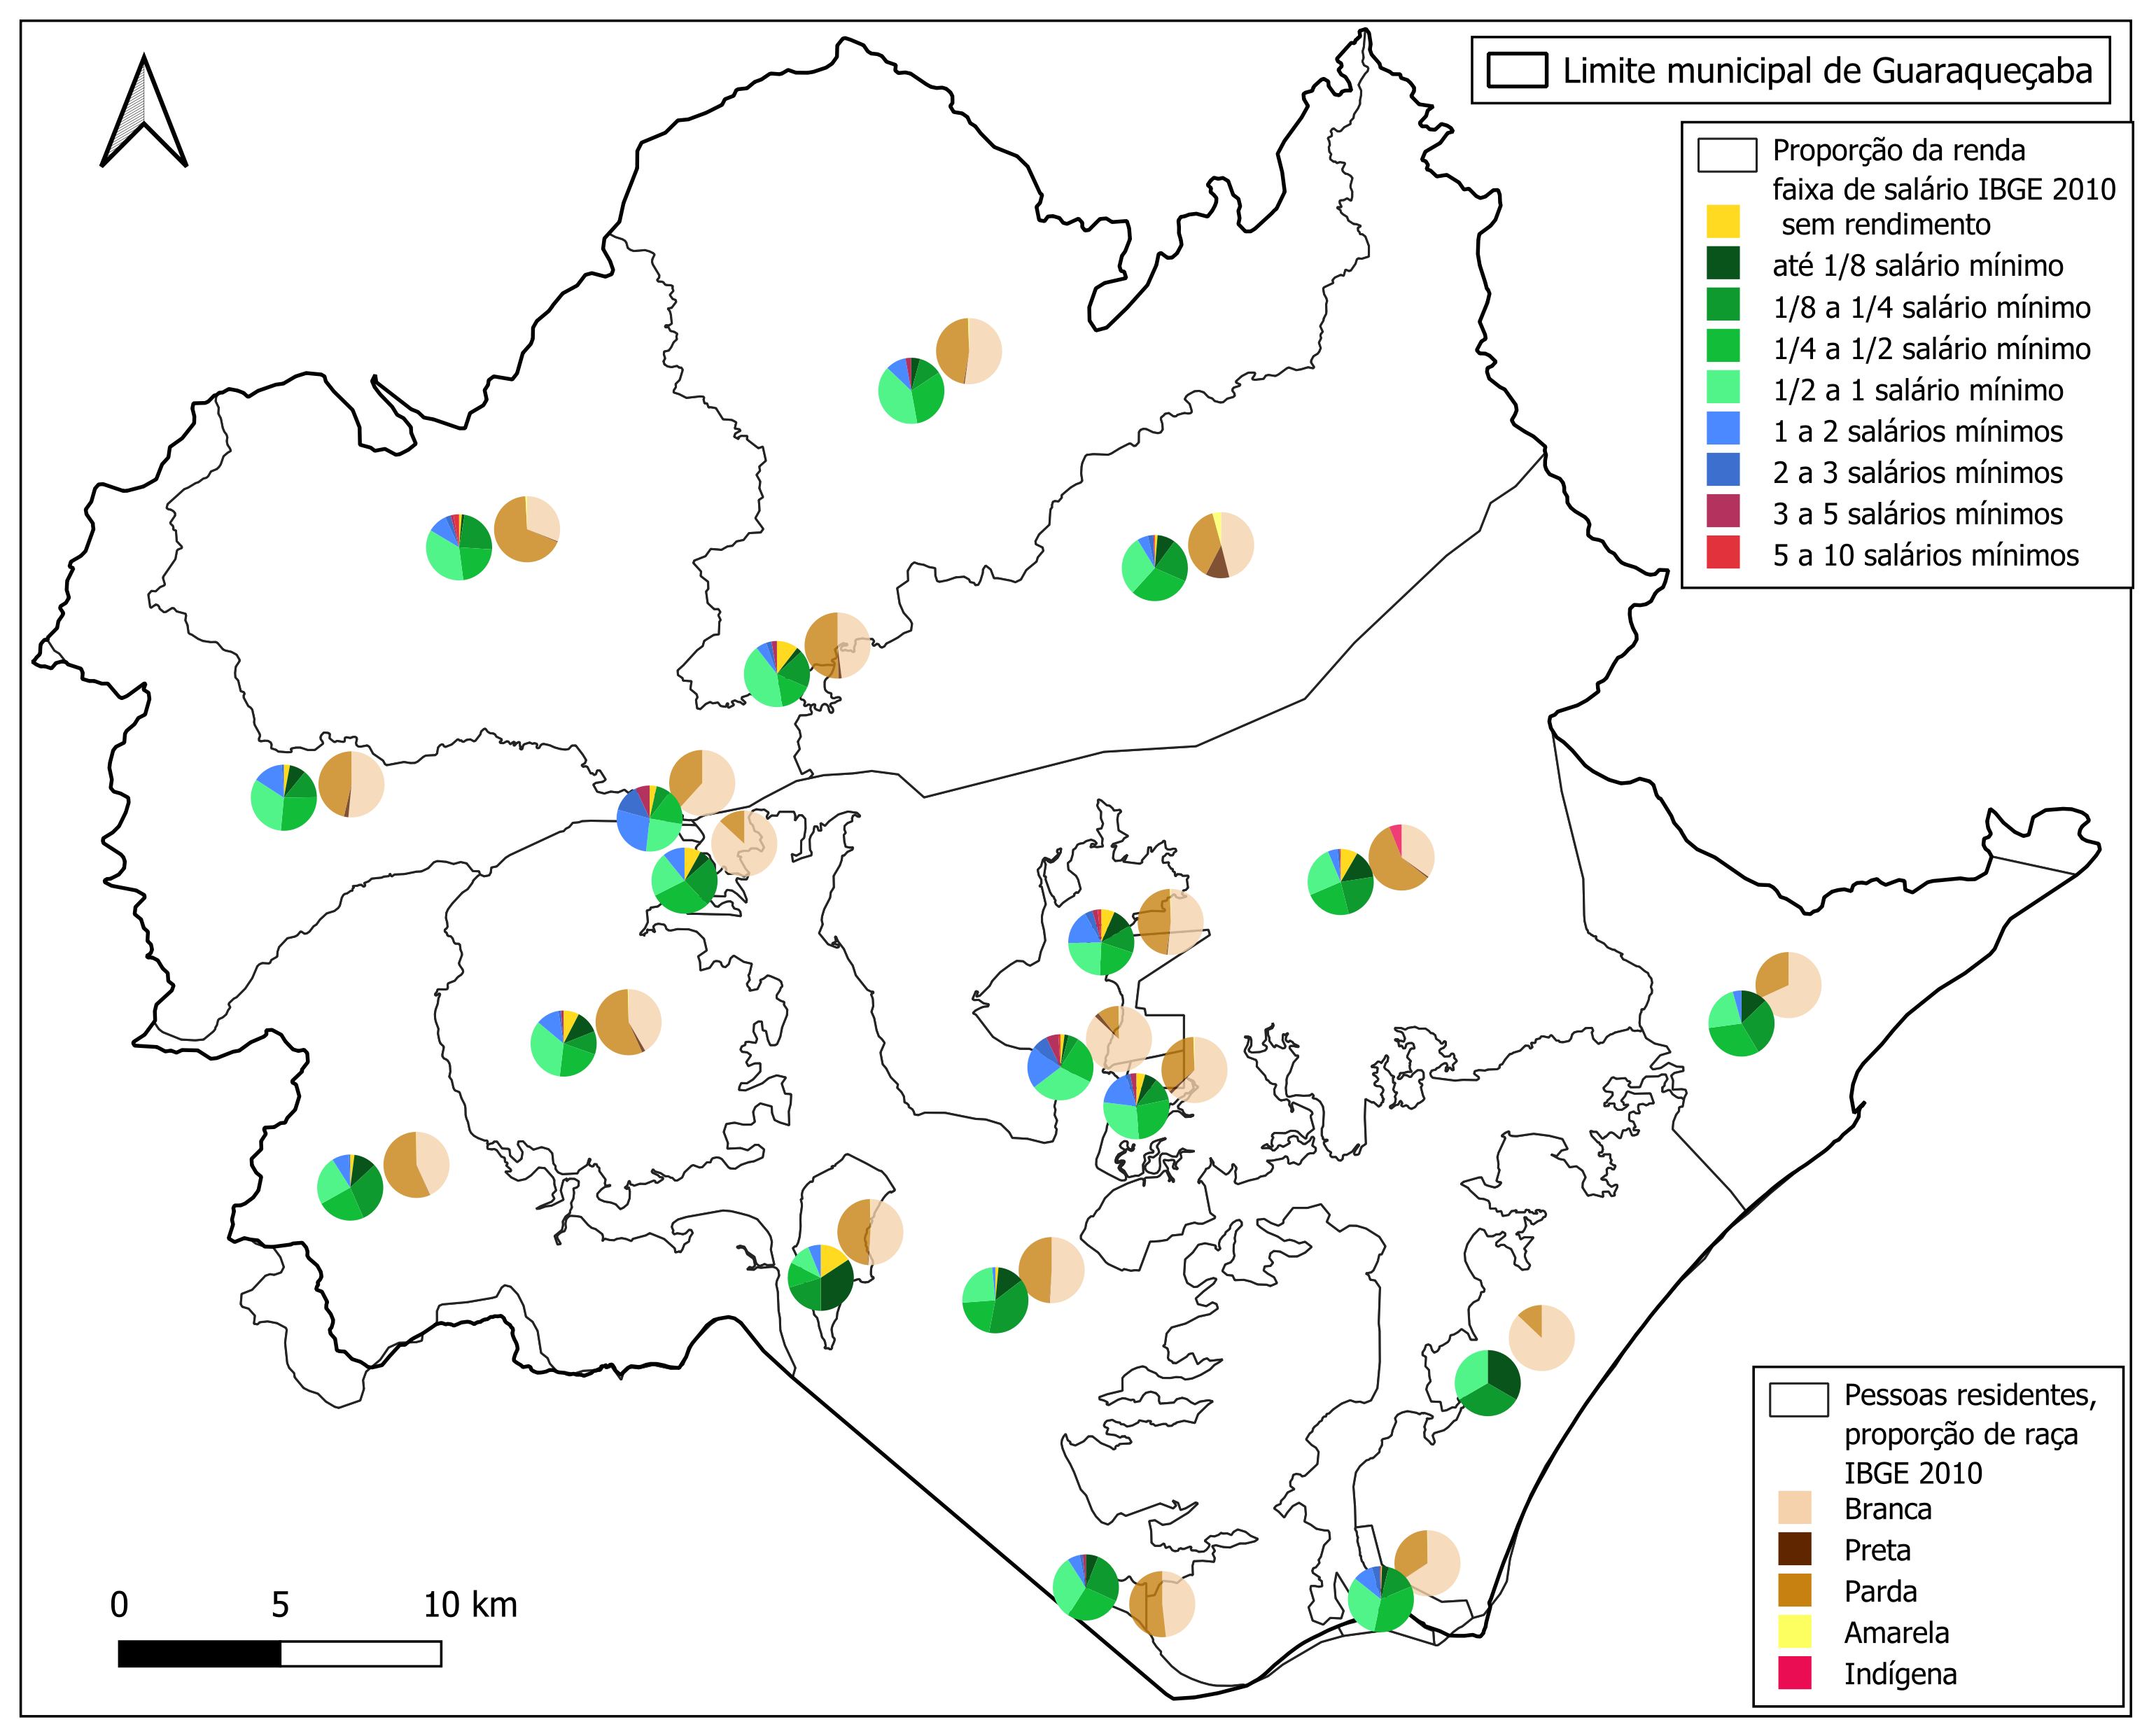 Limite municipal de Guaraqueçaba
Proporção da renda
faixa de salário IBGE 2010
sem rendimento
até 1/8 salário mínimo
1/8 a 1/4 salário mínimo
1/4 a 1/2 salário mínimo
1/2 a 1 salário mínimo
1 a 2 salários mínimos
2 a 3 salários mínimos
3 a 5 salários mínimos
5 a 10 salários mínimos
Pessoas residentes,
proporção de raça
IBGE 2010
Branca
Preta
Parda
Amarela
Indígena
0 5 10 km